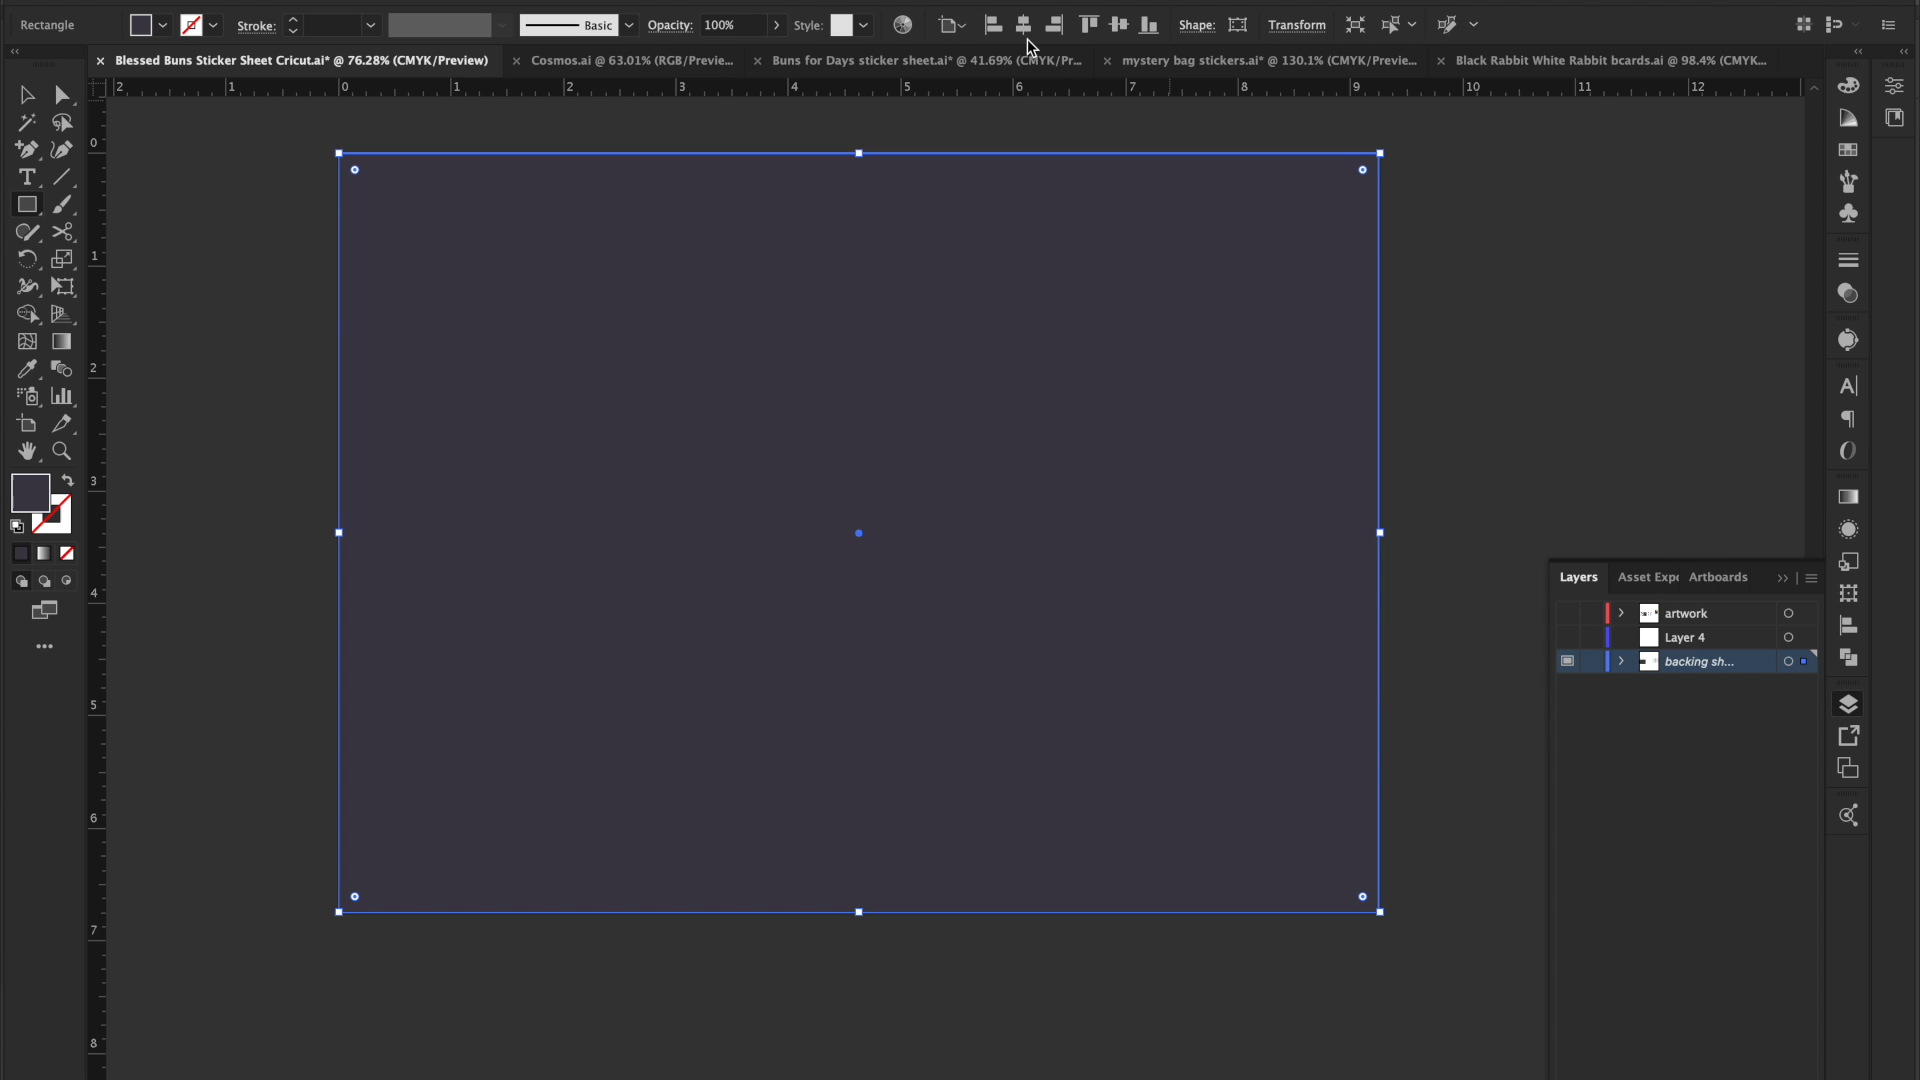 Rectangle
Stroke:
Basic
Opacity: 100%
Style:
Shape:
Transform
Blessed Buns Sticker Sheet Cricut.ai* @ 76.28% (CMYK/Preview)
Cosmos.ai @ 63.01% (RGB/Previe...
Buns for Days sticker sheet.ai* @ 41.69% (CMYK/Pr...
mystery bag stickers.ai* @ 130.1% (CMYK/Previe...
Black Rabbit White Rabbit bcards.ai @ 98.4% (CMYK...
2 1 0 1 2 3 4 5 6 7 8 9 10 11 12
0
1
2
3
4
5
6
7
8
Layers
Asset Expo
Artboards
artwork
Layer 4
backing sh...